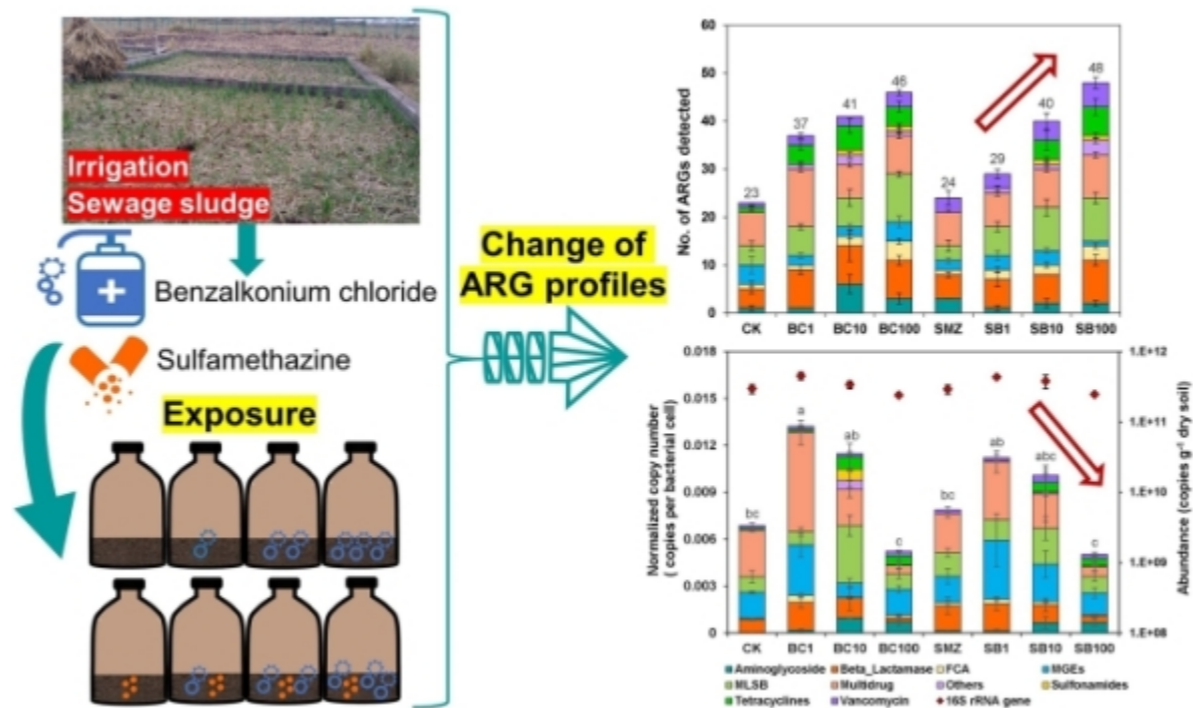 Irrigation
Sewage sludge
Benzalkonium chloride
Sulfamethazine
Exposure
Change of
ARG profiles
No. of ARGs detected
60
50
40
30
20
10
0
23
37
41
46
24
29
40
48
CK BC1 BC10 BC100 SMZ SB1 SB10 SB100
Normalized copy number
( copies per bacterial cell)
0.018
0.015
0.012
0.009
0.006
0.003
0
bc
a
ab
c
bc
ab
abc
c
1.E+12
1.E+11
1.E+10
1.E+09
1.E+08
Abundance (copies g-1 dry soil)
CK BC1 BC10 BC100 SMZ SB1 SB10 SB100
Aminoglycoside Beta_Lactamase FCA MGEs
MLSB Multidrug Others Sulfonamides
Tetracyclines Vancomycin 16S rRNA gene